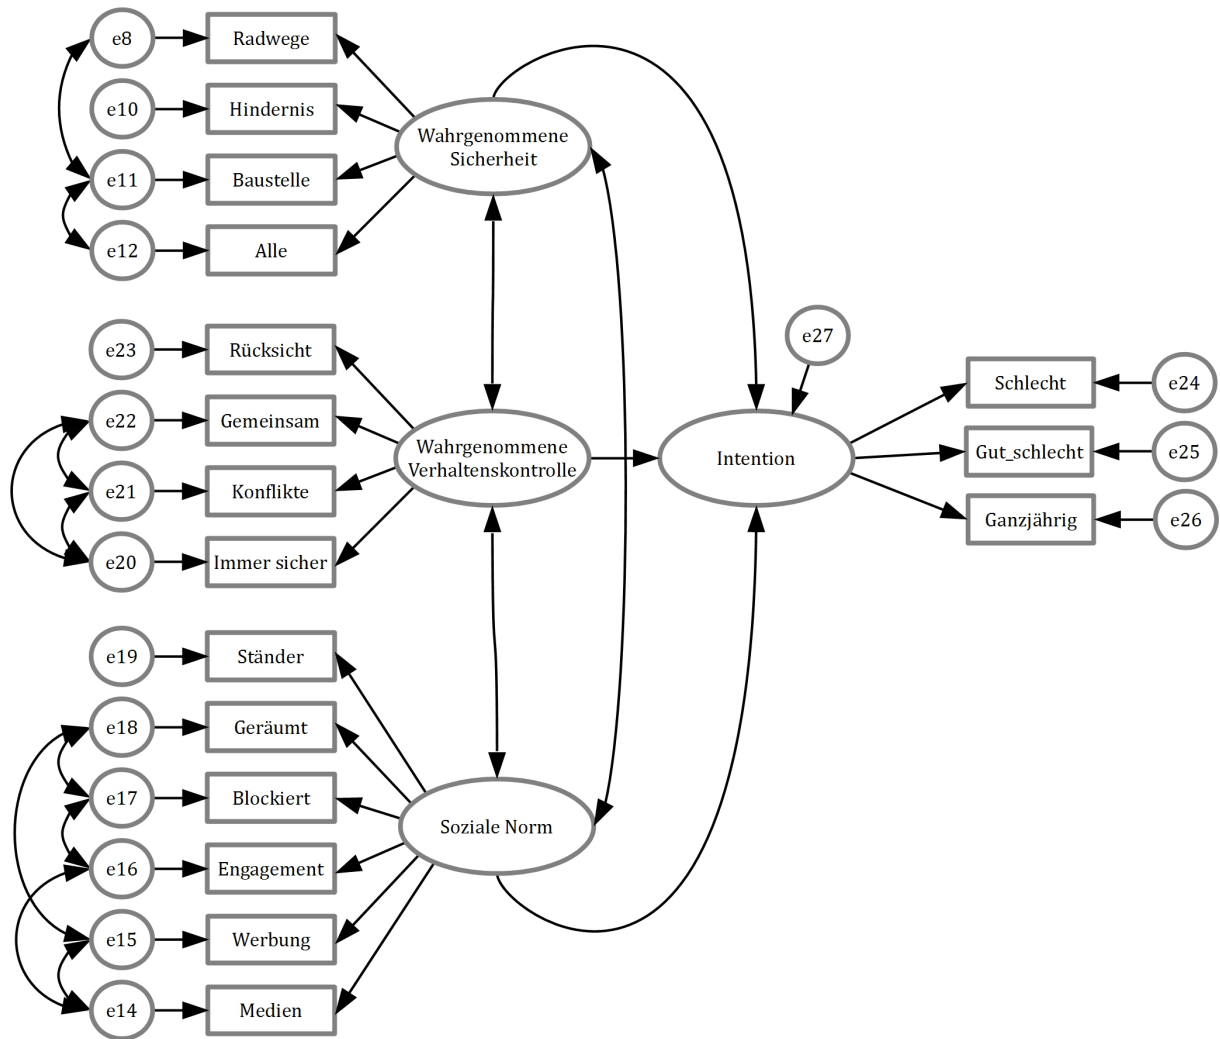 e8
Radwege
e10
Hindernis
e11
Baustelle
e12
Alle
Wahrgenommene
Sicherheit
e23
Rücksicht
e22
Gemeinsam
e21
Konflikte
e20
Immer sicher
Wahrgenommene
Verhaltenskontrolle
e19
Ständer
e18
Geräumt
e17
Blockiert
e16
Engagement
e15
Werbung
e14
Medien
Soziale Norm
e27
Intention
Schlecht
e24
Gut_schlecht
e25
Ganzjährig
e26